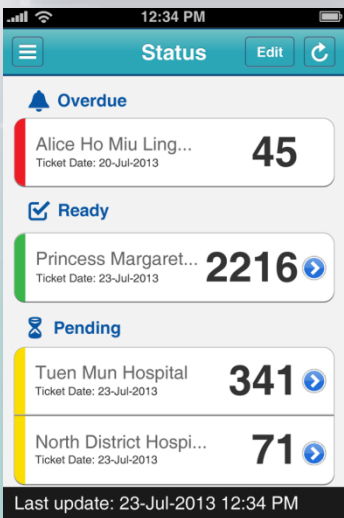 12:34 PM
Status
Edit
Overdue
Alice Ho Miu Ling...
45
Ticket Date: 20-Jul-2013
Ready
Princess Margaret...
2216
Ticket Date: 23-Jul-2013
Pending
Tuen Mun Hospital
341
Ticket Date: 23-Jul-2013
North District Hospi...
71
Ticket Date: 23-Jul-2013
Last update: 23-Jul-2013 12:34 PM